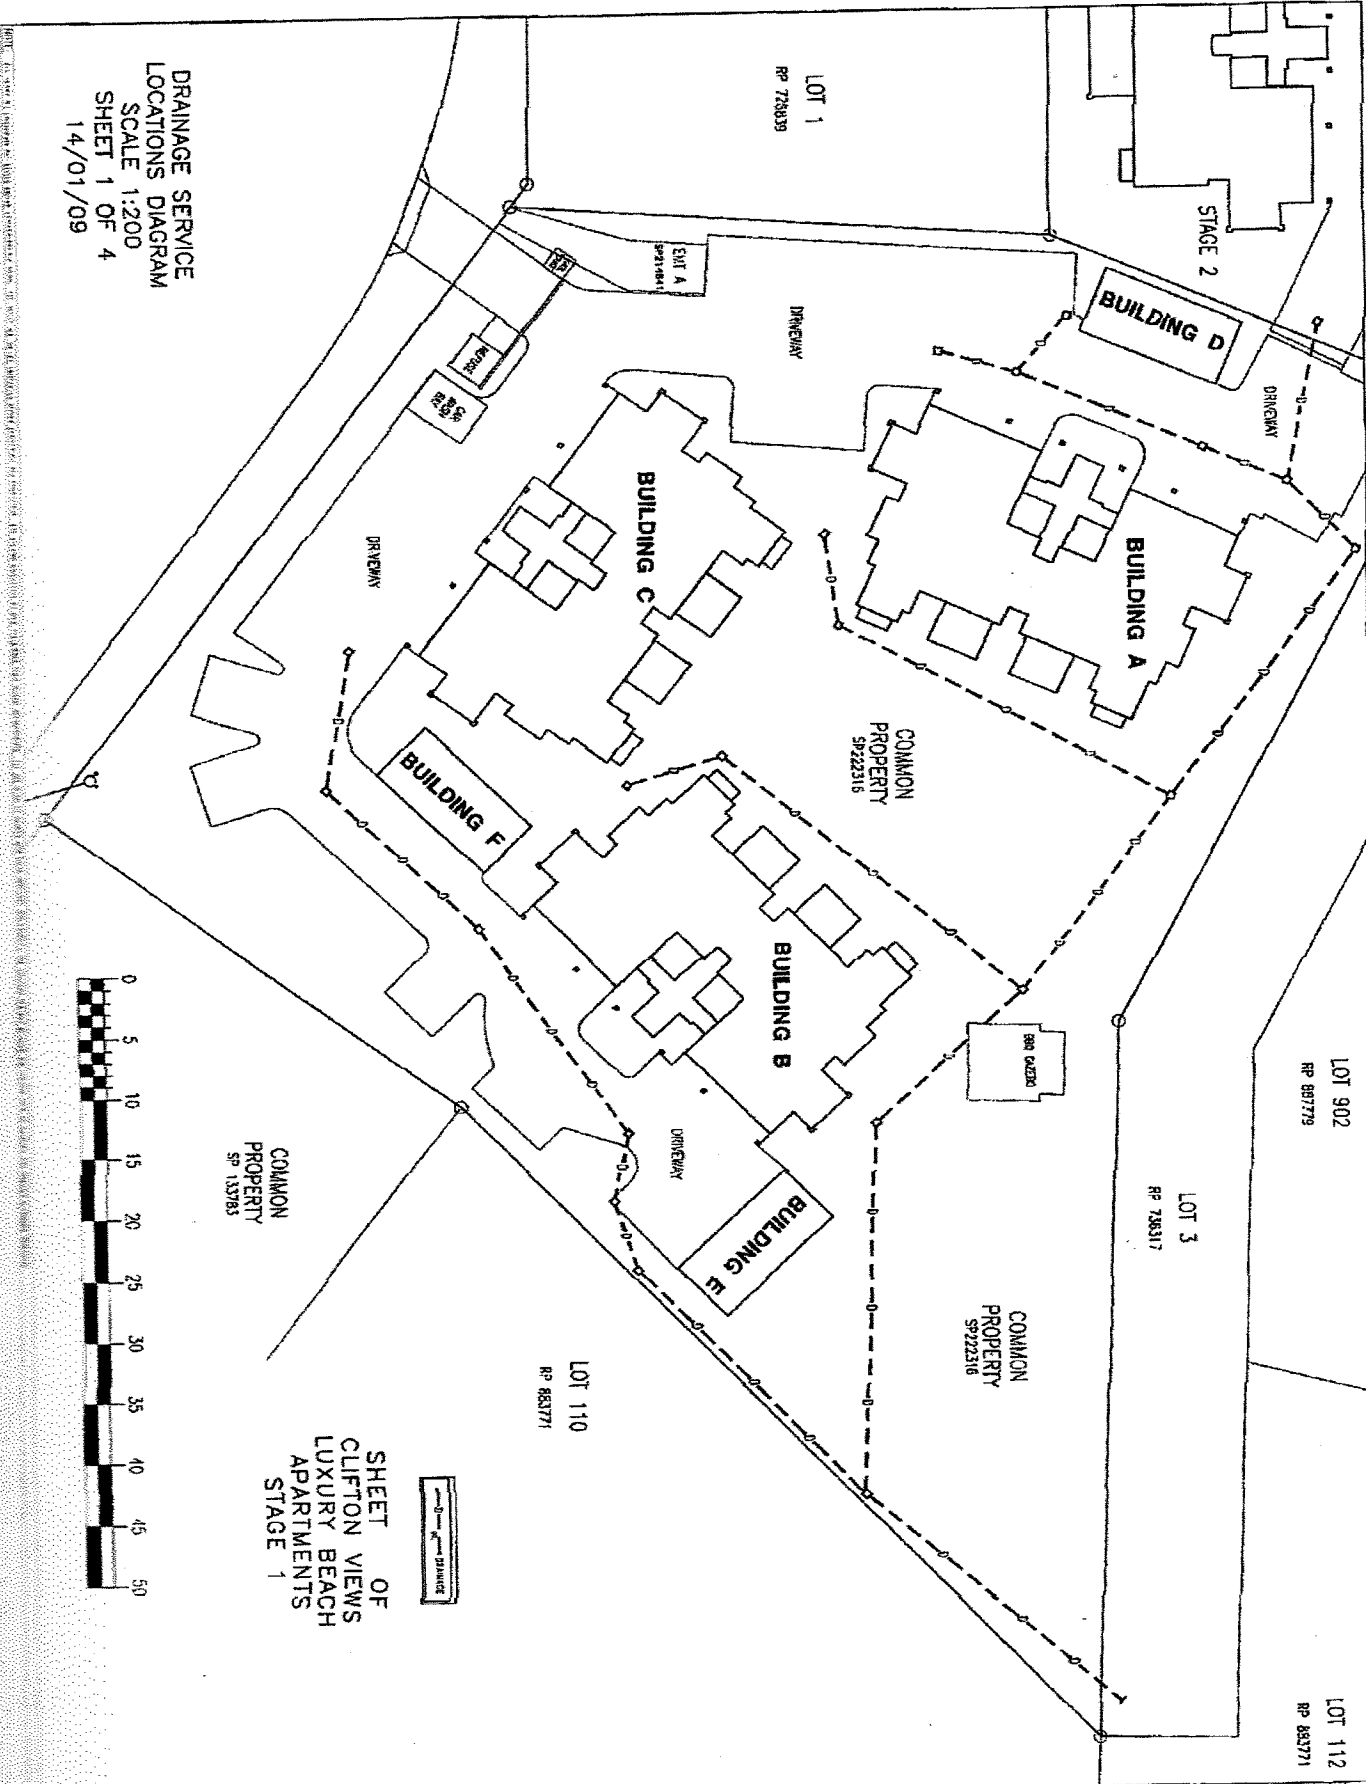 STAGE 2
LOT 1
RP 728839
BUILDING D
DRIVEWAY
DRIVEWAY
EMT A
SP214841
BUILDING A
BUILDING C
REFUSE
DRIVEWAY
COMMON
PROPERTY
SP222316
BUILDING F
BUILDING B
BBQ GAZEBO
LOT 902
RP 887779
LOT 3
RP 736317
DRIVEWAY
BUILDING E
COMMON
PROPERTY
SP222316
COMMON
PROPERTY
SP 133783
LOT 110
RP 883771
LOT 112
RP 883771
DRAINAGE SERVICE
LOCATIONS DIAGRAM
SCALE 1:200
SHEET 1 OF 4
14/01/09
0 5 10 15 20 25 30 35 40 45 50
D DRAINAGE
SHEET OF
CLIFTON VIEWS
LUXURY BEACH
APARTMENTS
STAGE 1